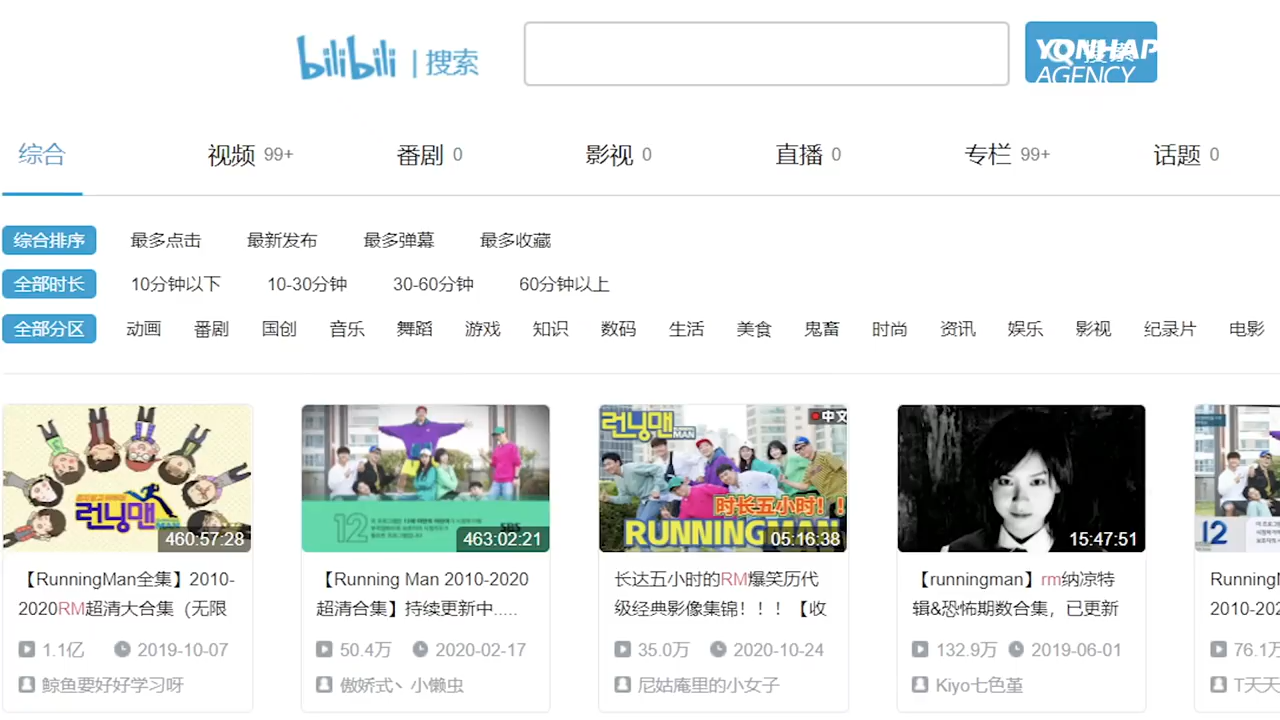 bilibili | 搜索
YONHAP
AGENCY
综合 视频 99+ 番剧 0 影视 0 直播 0 专栏 99+ 话题 0
综合排序 最多点击 最新发布 最多弹幕 最多收藏
全部时长 10分钟以下 10-30分钟 30-60分钟 60分钟以上
全部分区 动画 番剧 国创 音乐 舞蹈 游戏 知识 数码 生活 美食 鬼畜 时尚 资讯 娱乐 影视 纪录片 电影
런닝맨
MAN
460:57:28
【RunningMan全集】2010-
2020RM超清大合集（无限
1.1亿 2019-10-07
鲸鱼要好好学习呀
12
SBS
463:02:21
【Running Man 2010-2020
超清合集】持续更新中.....
50.4万 2020-02-17
傲娇式丶小懒虫
런닝맨
MAN
中文
时长五小时！！
RUNNINGMAN
05:16:38
长达五小时的RM爆笑历代
级经典影像集锦！！！【收
35.0万 2020-10-24
尼姑庵里的小女子
15:47:51
【runningman】rm纳凉特
辑&恐怖期数合集，已更新
132.9万 2019-06-01
Kiyo七色堇
12
RunningM
2010-202
76.1万
T天天